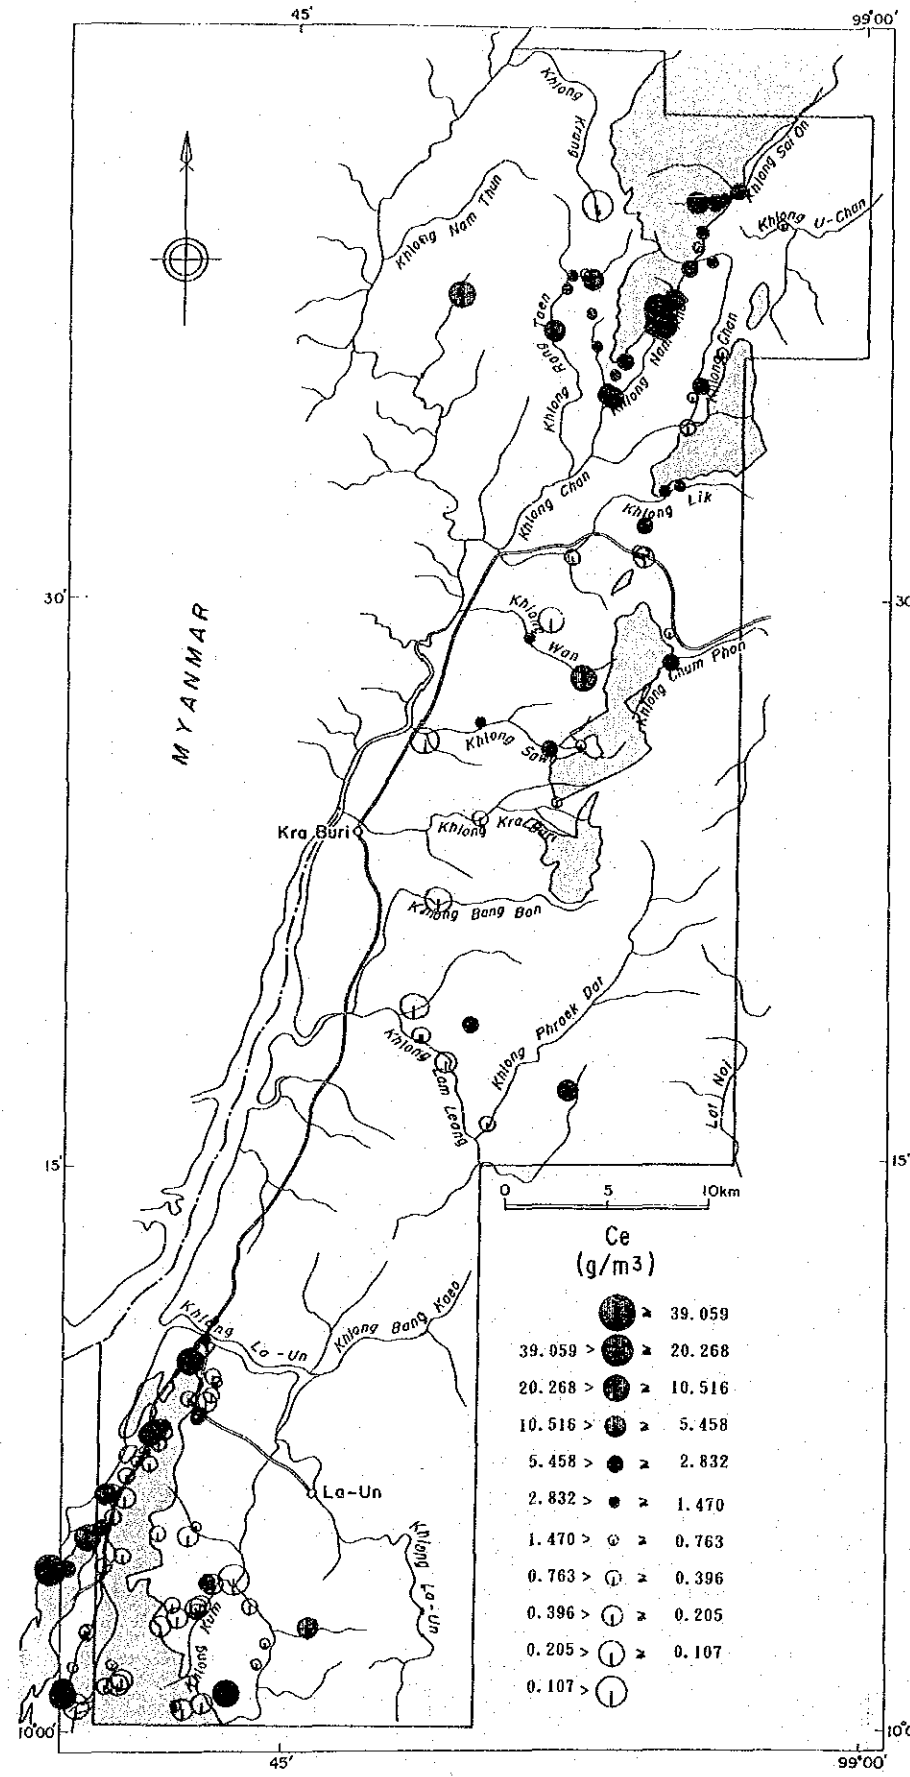 45'
99°00'
Khlong Krang
Khlong Sai On
Khlong U-Chan
Khlong Nam Thun
Khlong Rang Taen
Khlong Nam
Khlong Chan
Khlong Chan
Khlong Lik
30'
30
MYANMAR
Khlong Wan
Khlong Chum Phon
Khlong Sawi
Kra Buri
Khlong Kra Buri
Khlong Bang Bon
Khlong Phraek Dat
Khlong Lam Leang
Lat Noi
15'
15'
0 5 10km
Ce
(g/m³)
≥ 39.059
39.059 > ≥ 20.268
20.268 > ≥ 10.516
10.516 > ≥ 5.458
5.458 > ≥ 2.832
2.832 > ≥ 1.470
1.470 > ≥ 0.763
0.763 > ≥ 0.396
0.396 > ≥ 0.205
0.205 > ≥ 0.107
0.107 >
Khlong La-Un
Khlong Bang Kaeo
La-Un
Khlong La-Un
Khlong Kum
10°00'
10°0
45'
99°00'